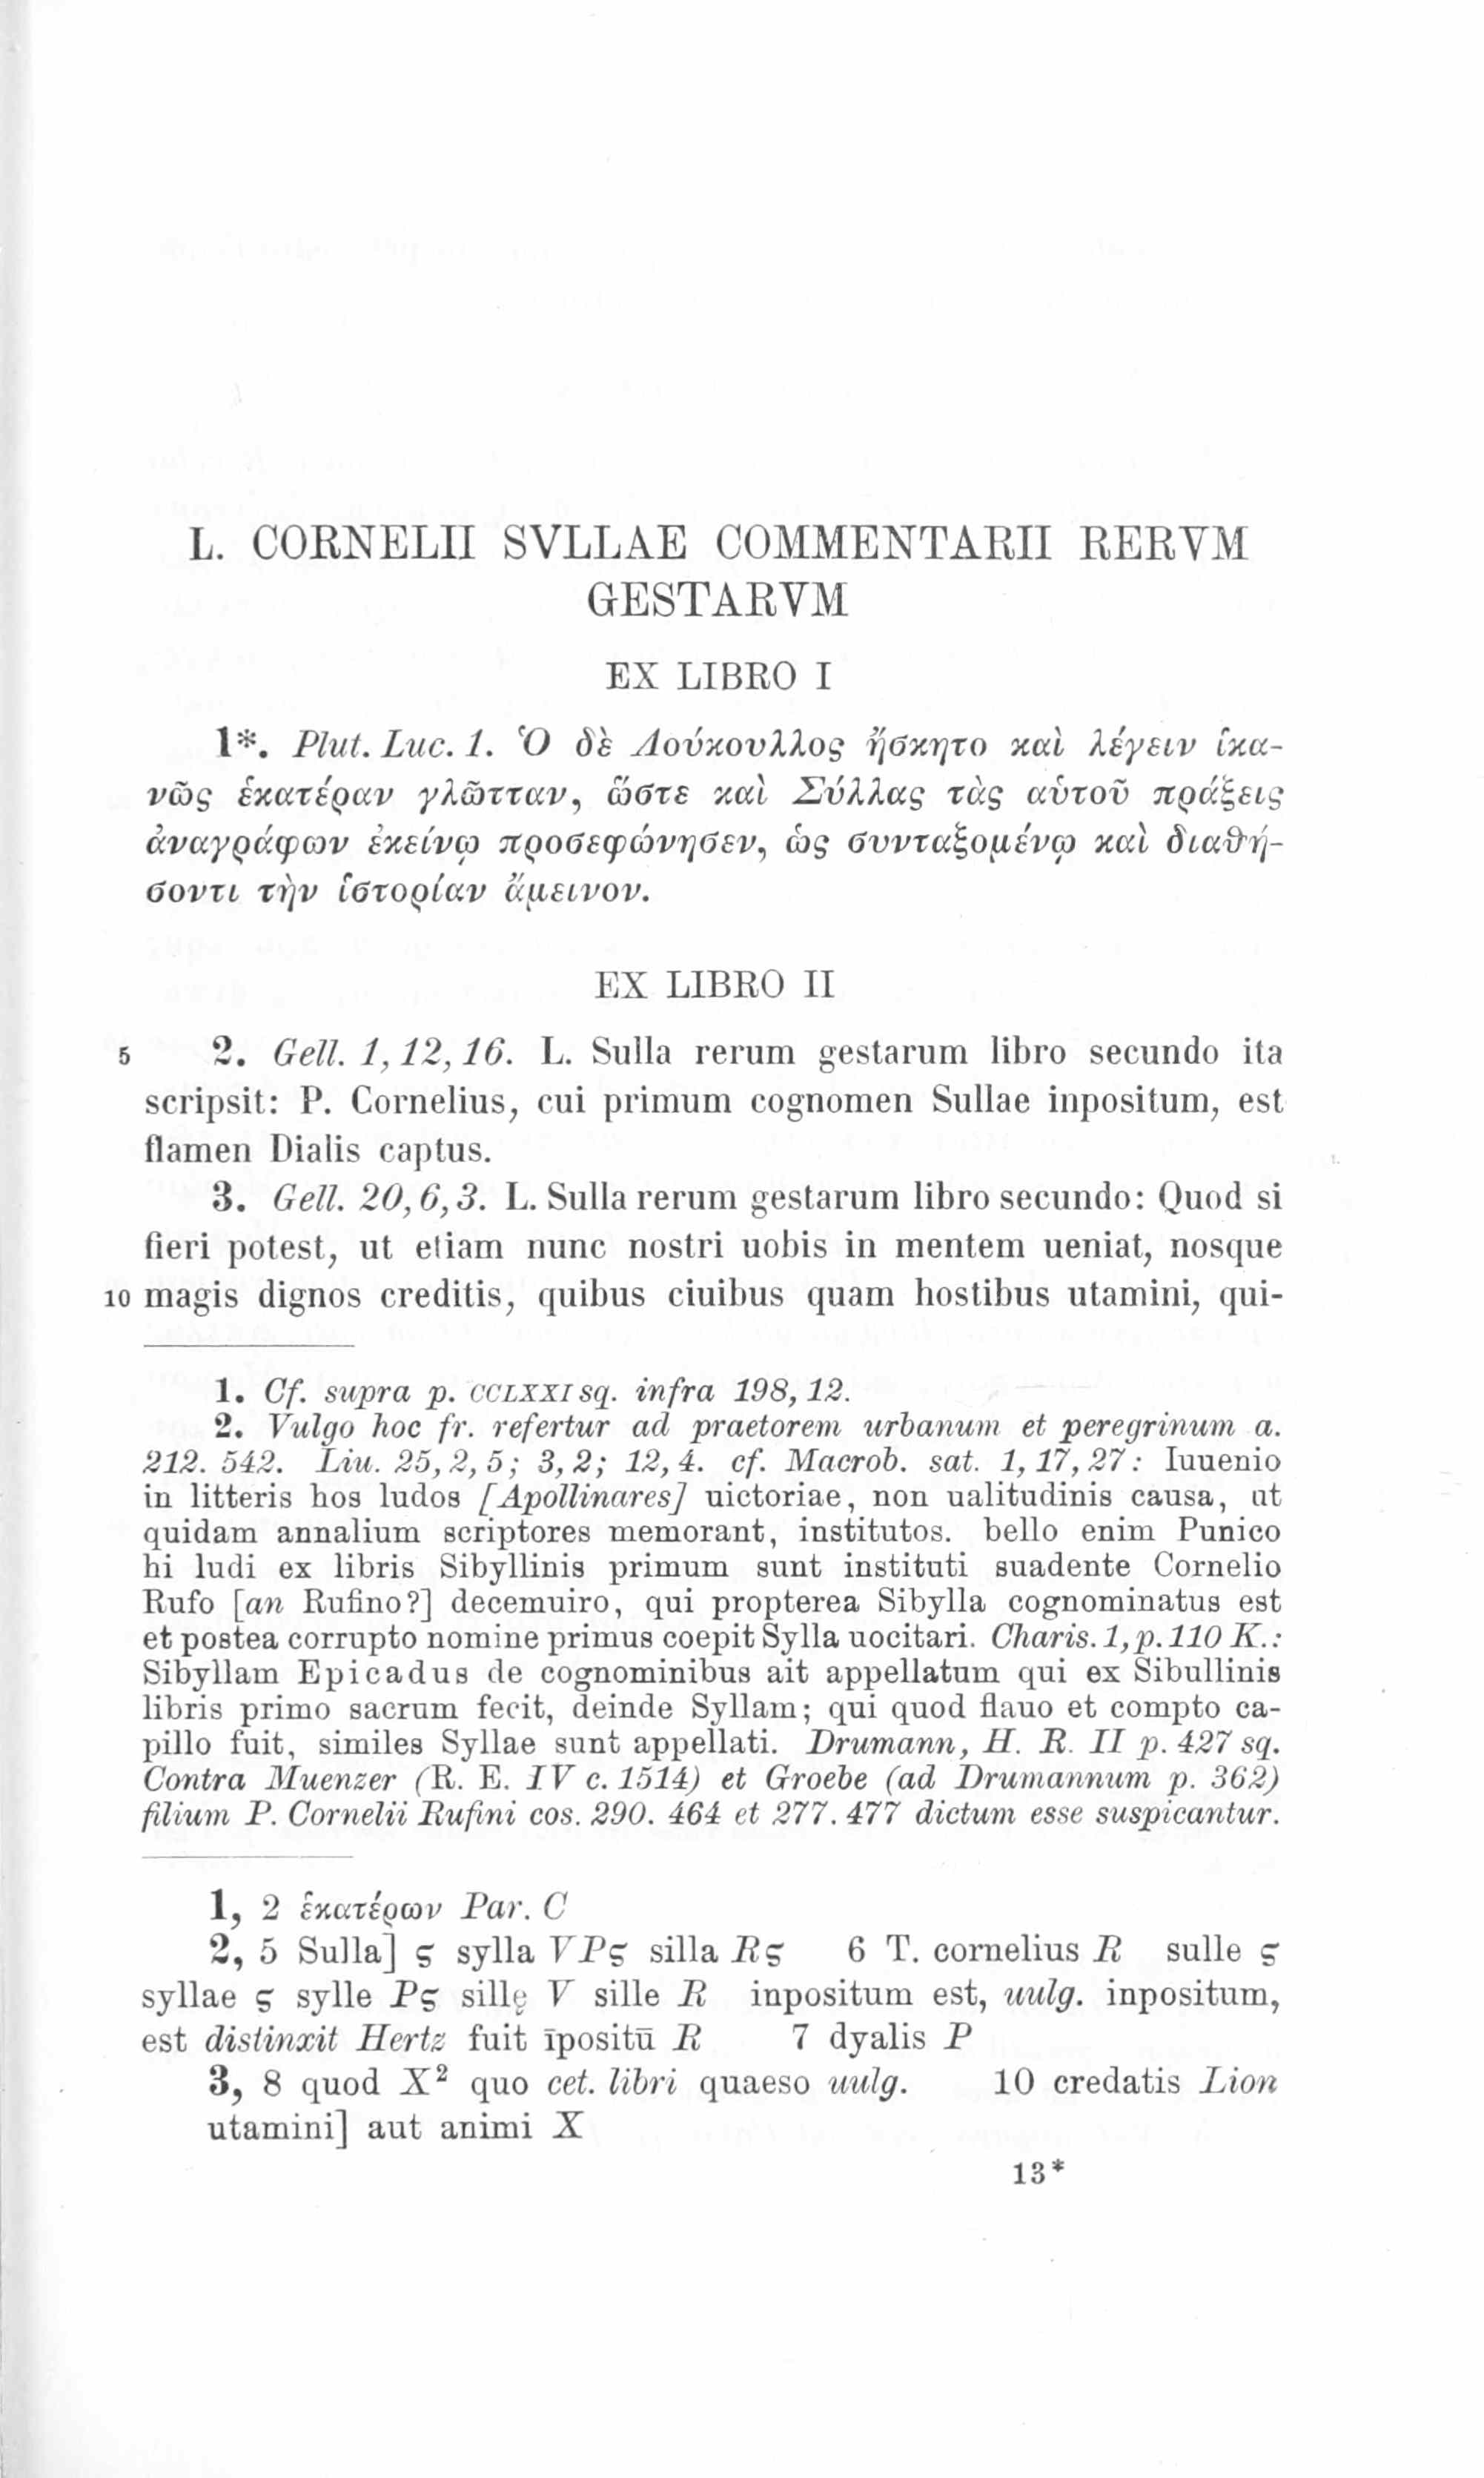 L. CORNELII SVLLAE COMMENTARII RERVM
GESTARVM
EX LIBRO I
1*. Plut. Luc. 1. Ὁ δὲ Λούκουλλος ἤσκητο καὶ λέγειν ἱκα-
νῶς ἑκατέραν γλῶτταν, ὥστε καὶ Σύλλας τὰς αὑτοῦ πράξεις
ἀναγράφων ἐκείνῳ προσεφώνησεν, ὡς συνταξομένῳ καὶ διαθή-
σοντι τὴν ἱστορίαν ἄμεινον.
EX LIBRO II
5 2. Gell. 1, 12, 16. L. Sulla rerum gestarum libro secundo ita
scripsit: P. Cornelius, cui primum cognomen Sullae inpositum, est
flamen Dialis captus.
3. Gell. 20, 6, 3. L. Sulla rerum gestarum libro secundo: Quod si
fieri potest, ut etiam nunc nostri uobis in mentem ueniat, nosque
10 magis dignos creditis, quibus ciuibus quam hostibus utamini, qui-
1. Cf. supra p. CCLXXI sq. infra 198, 12.
2. Vulgo hoc fr. refertur ad praetorem urbanum et peregrinum a.
212. 542. Liu. 25, 2, 5; 3, 2; 12, 4. cf. Macrob. sat. 1, 17, 27: Iuuenio
in litteris hos ludos [Apollinares] uictoriae, non ualitudinis causa, ut
quidam annalium scriptores memorant, institutos. bello enim Punico
hi ludi ex libris Sibyllinis primum sunt instituti suadente Cornelio
Rufo [an Rufino?] decemuiro, qui propterea Sibylla cognominatus est
et postea corrupto nomine primus coepit Sylla uocitari. Charis. 1, p. 110 K.:
Sibyllam Epicadus de cognominibus ait appellatum qui ex Sibullinis
libris primo sacrum fecit, deinde Syllam; qui quod flauo et compto ca-
pillo fuit, similes Syllae sunt appellati. Drumann, H. R. II p. 427 sq.
Contra Muenzer (R. E. IV c. 1514) et Groebe (ad Drumannum p. 362)
filium P. Cornelii Rufini cos. 290. 464 et 277. 477 dictum esse suspicantur.
1, 2 ἑκατέρων Par. C
2, 5 Sulla] ς sylla VPς silla Rς 6 T. cornelius R sulle ς
syllae ς sylle Pς sillę V sille R inpositum est, uulg. inpositum,
est distinxit Hertz fuit īpositū R 7 dyalis P
3, 8 quod X² quo cet. libri quaeso uulg. 10 credatis Lion
utamini] aut animi X
13*